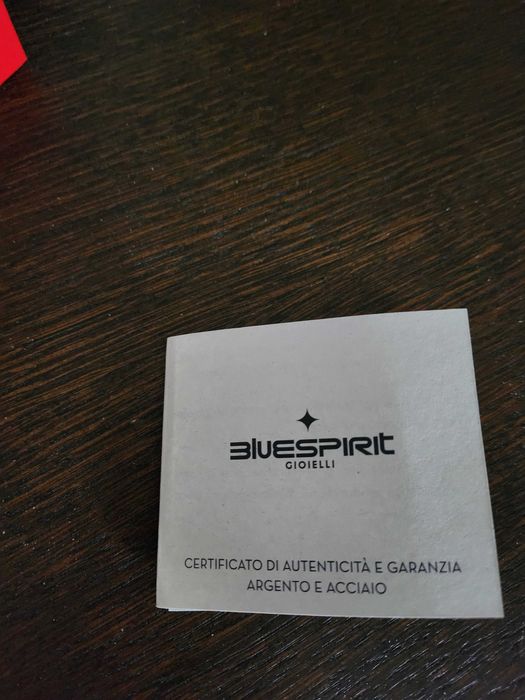 BLUESPIRIT
GIOIELLI
CERTIFICATO DI AUTENTICITÀ E GARANZIA
ARGENTO E ACCIAIO